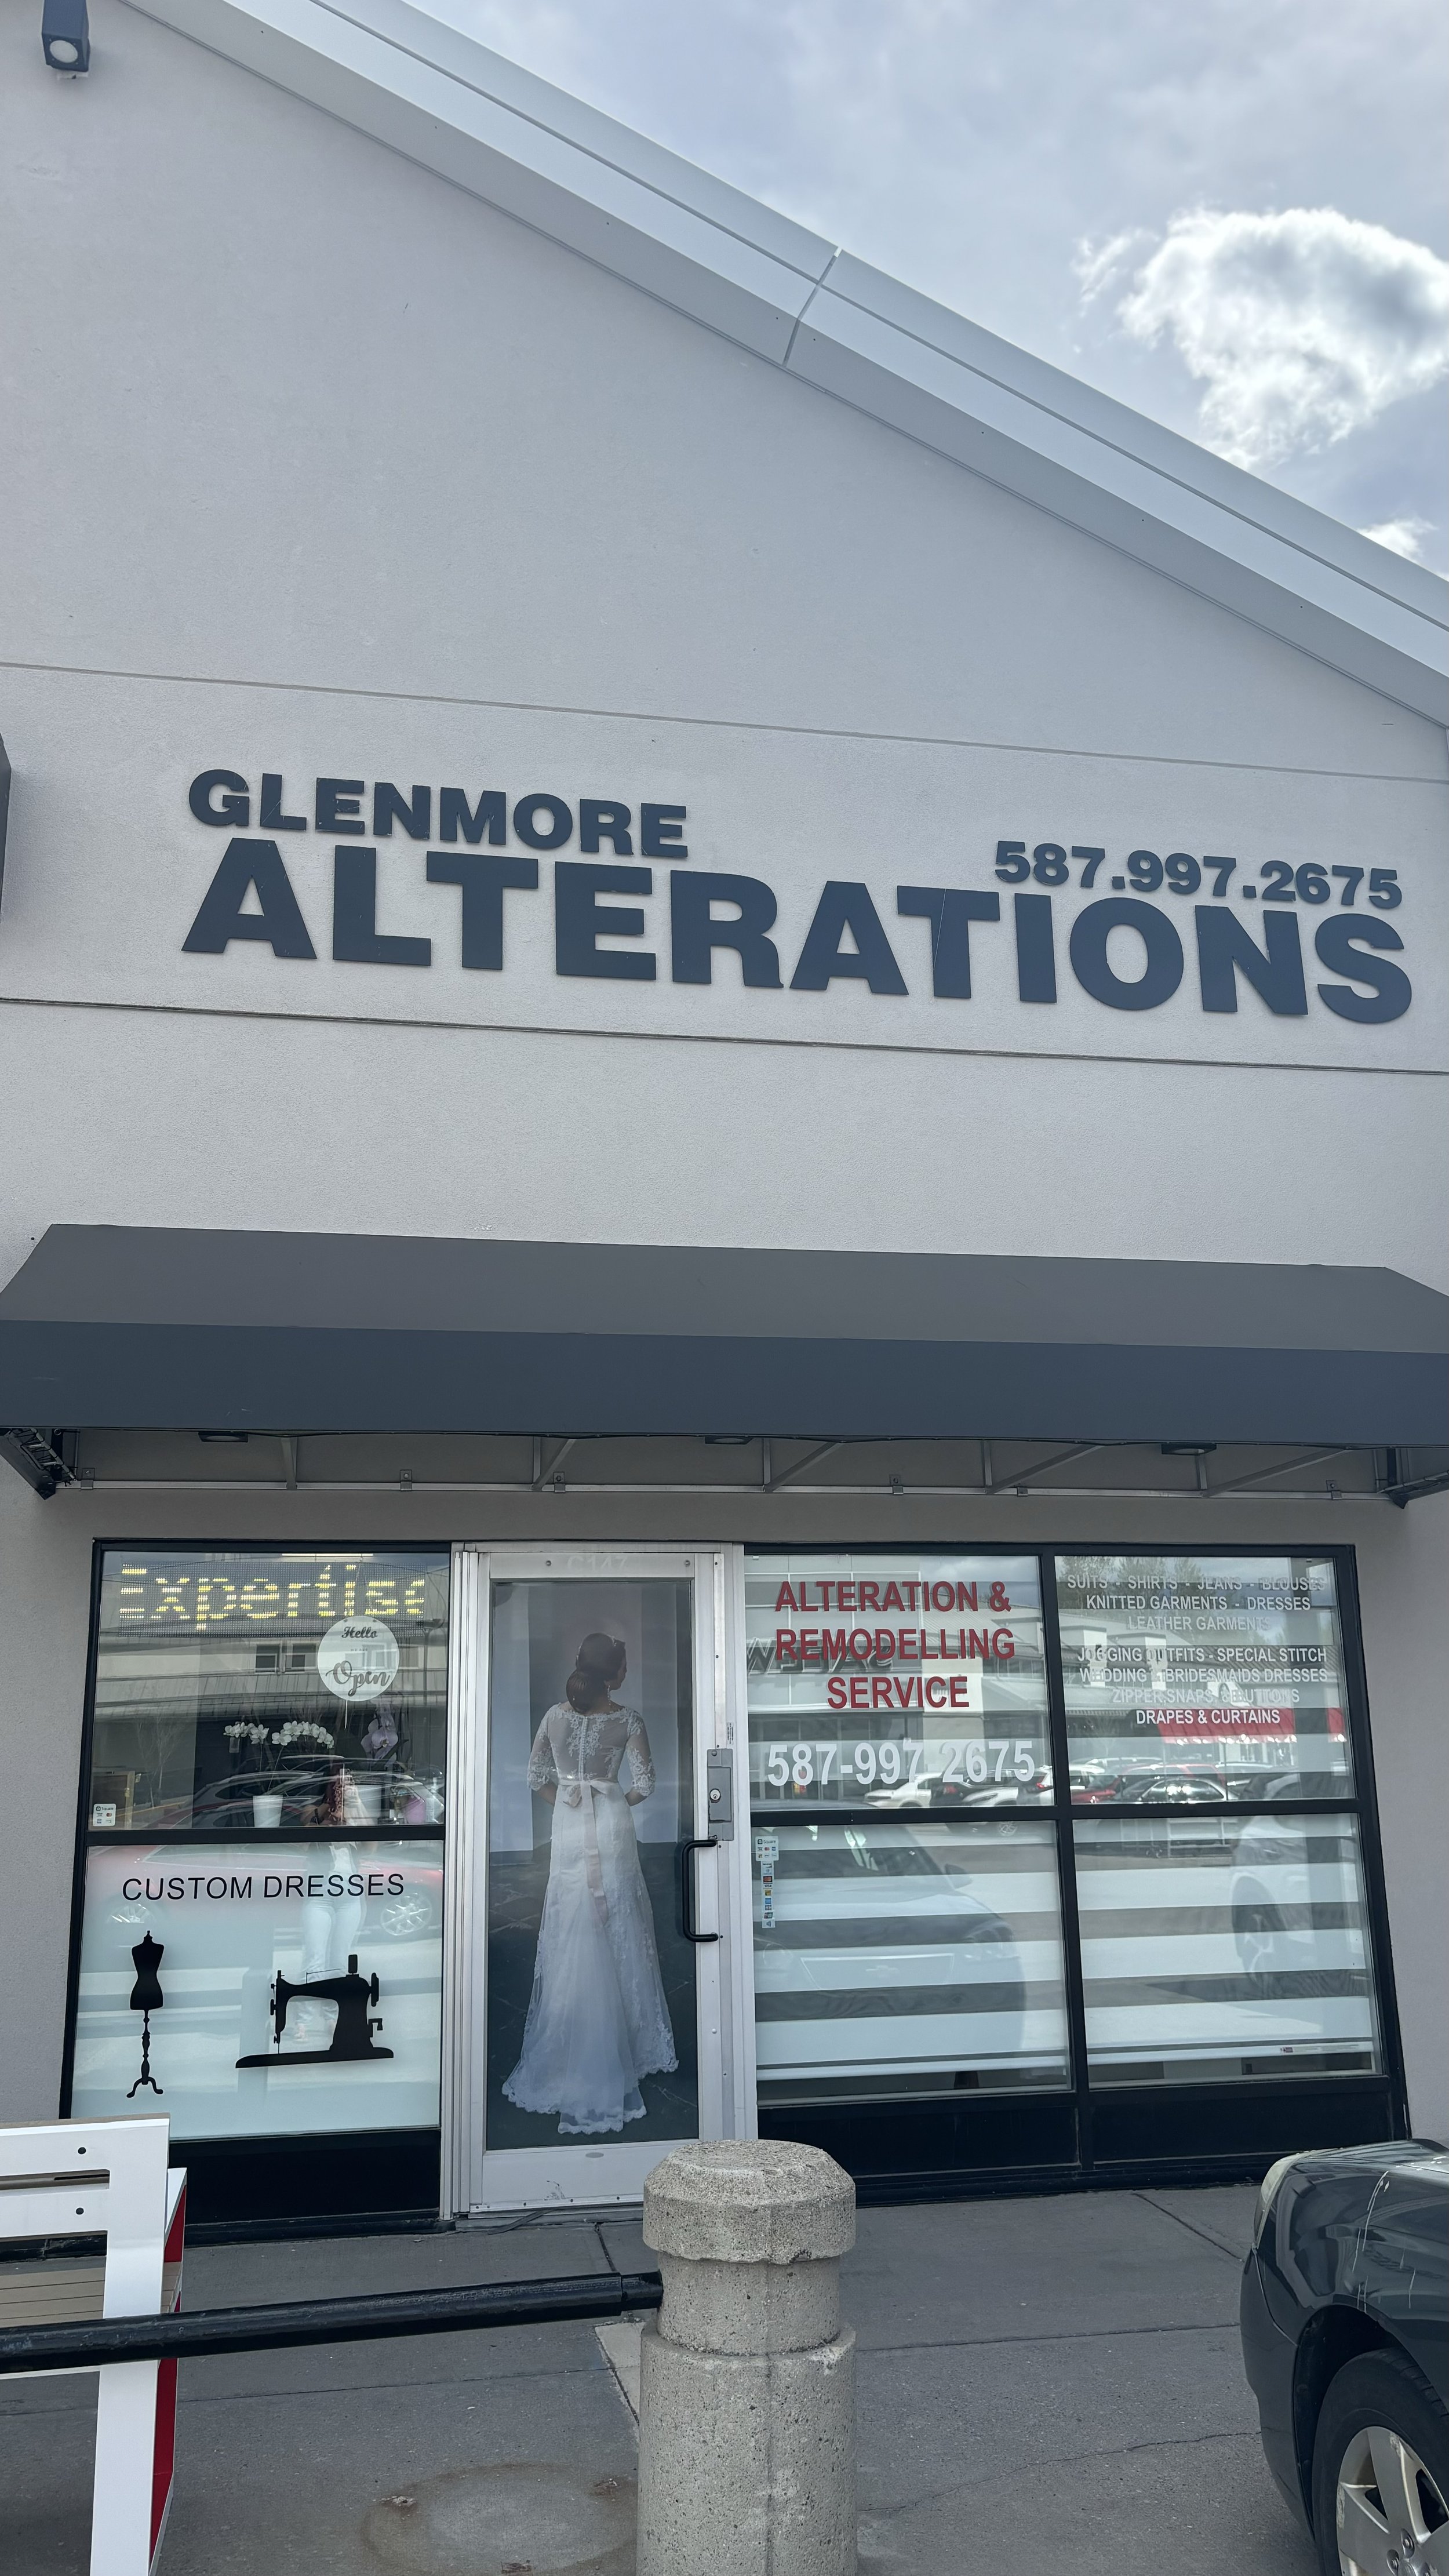 GLENMORE
587.997.2675
ALTERATIONS
Expertise
Hello
Open
CUSTOM DRESSES
ALTERATION &
REMODELLING
SERVICE
587-997 2675
SUITS - SHIRTS - JEANS - BLOUSES
KNITTED GARMENTS - DRESSES
LEATHER GARMENTS
JOGGING OUTFITS - SPECIAL STITCH
WEDDING BRIDESMAIDS DRESSES
ZIPPER,SNAPS, BUTTONS
DRAPES & CURTAINS